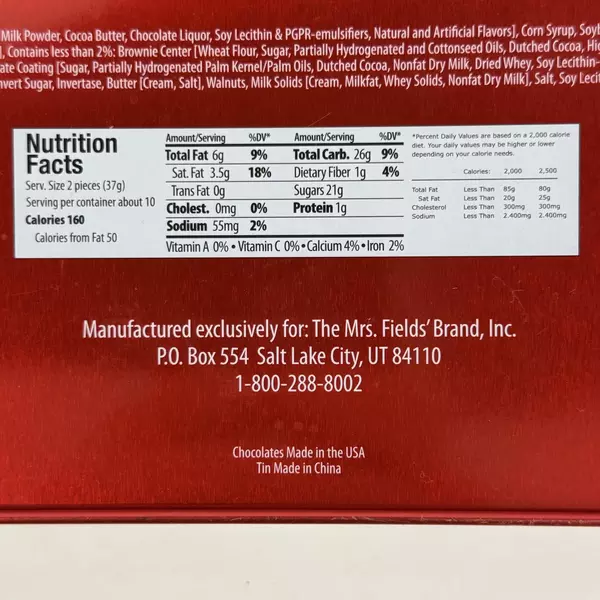 Milk Powder, Cocoa Butter, Chocolate Liquor, Soy Lecithin & PGPR-emulsifiers, Natural and Artificial Flavors], Corn Syrup,
], Contains less than 2%: Brownie Center [Wheat Flour, Sugar, Partially Hydrogenated and Cottonseed Oils, Dutched Cocoa,
Coating [Sugar, Partially Hydrogenated Palm Kernel/Palm Oils, Dutched Cocoa, Nonfat Dry Milk, Dried Whey, Soy Lecithin-
Sugar, Invertase, Butter [Cream, Salt], Walnuts, Milk Solids [Cream, Milkfat, Whey Solids, Nonfat Dry Milk], Salt, Soy
Nutrition
Facts
Serv. Size 2 pieces (37g)
Serving per container about 10
Calories 160
Calories from Fat 50
Amount/Serving %DV* Amount/Serving %DV*
Total Fat 6g 9% Total Carb. 26g 9%
Sat. Fat 3.5g 18% Dietary Fiber 1g 4%
Trans Fat 0g Sugars 21g
Cholest. 0mg 0% Protein 1g
Sodium 55mg 2%
Vitamin A 0% • Vitamin C 0% • Calcium 4% • Iron 2%
*Percent Daily Values are based on a 2,000 calorie
diet. Your daily values may be higher or lower
depending on your calorie needs.
Calories: 2,000 2,500
Total Fat Less Than 85g 80g
Sat Fat Less Than 20g 25g
Cholesterol Less Than 300mg 300mg
Sodium Less Than 2.400mg 2.400mg
Manufactured exclusively for: The Mrs. Fields' Brand, Inc.
P.O. Box 554 Salt Lake City, UT 84110
1-800-288-8002
Chocolates Made in the USA
Tin Made in China